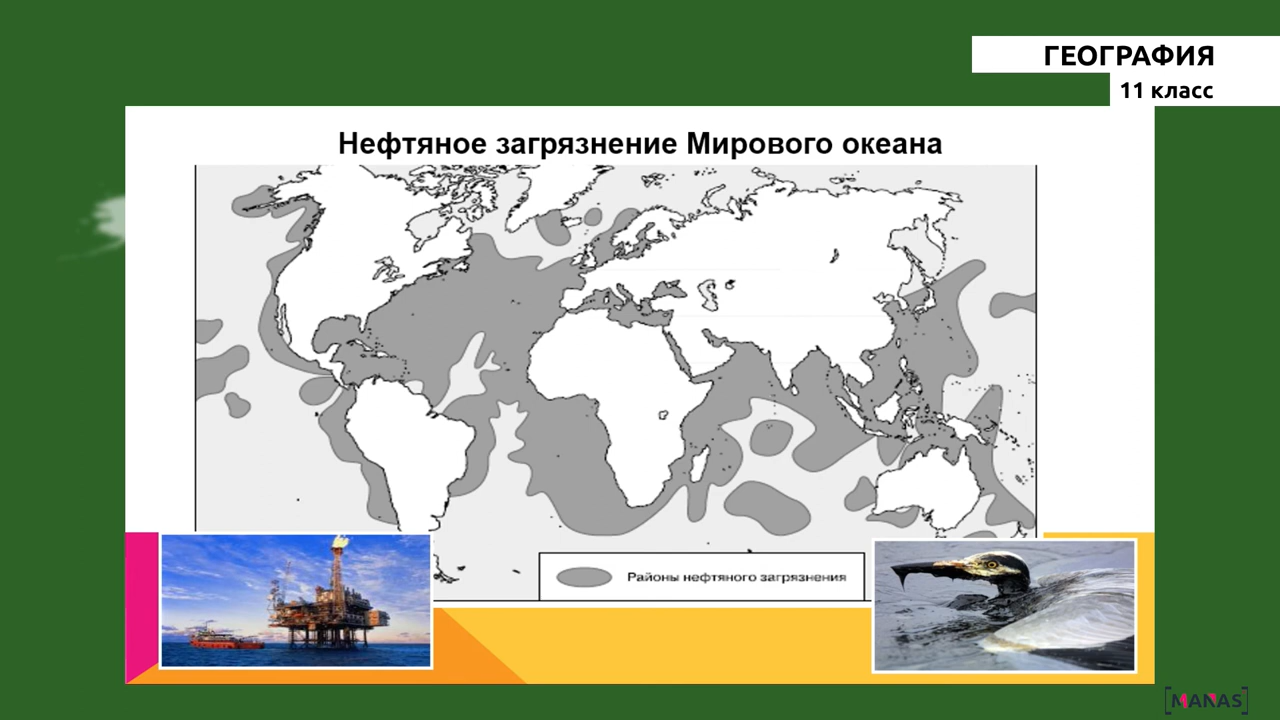 ГЕОГРАФИЯ
11 класс
Нефтяное загрязнение Мирового океана
Районы нефтяного загрязнения
[MANAS]